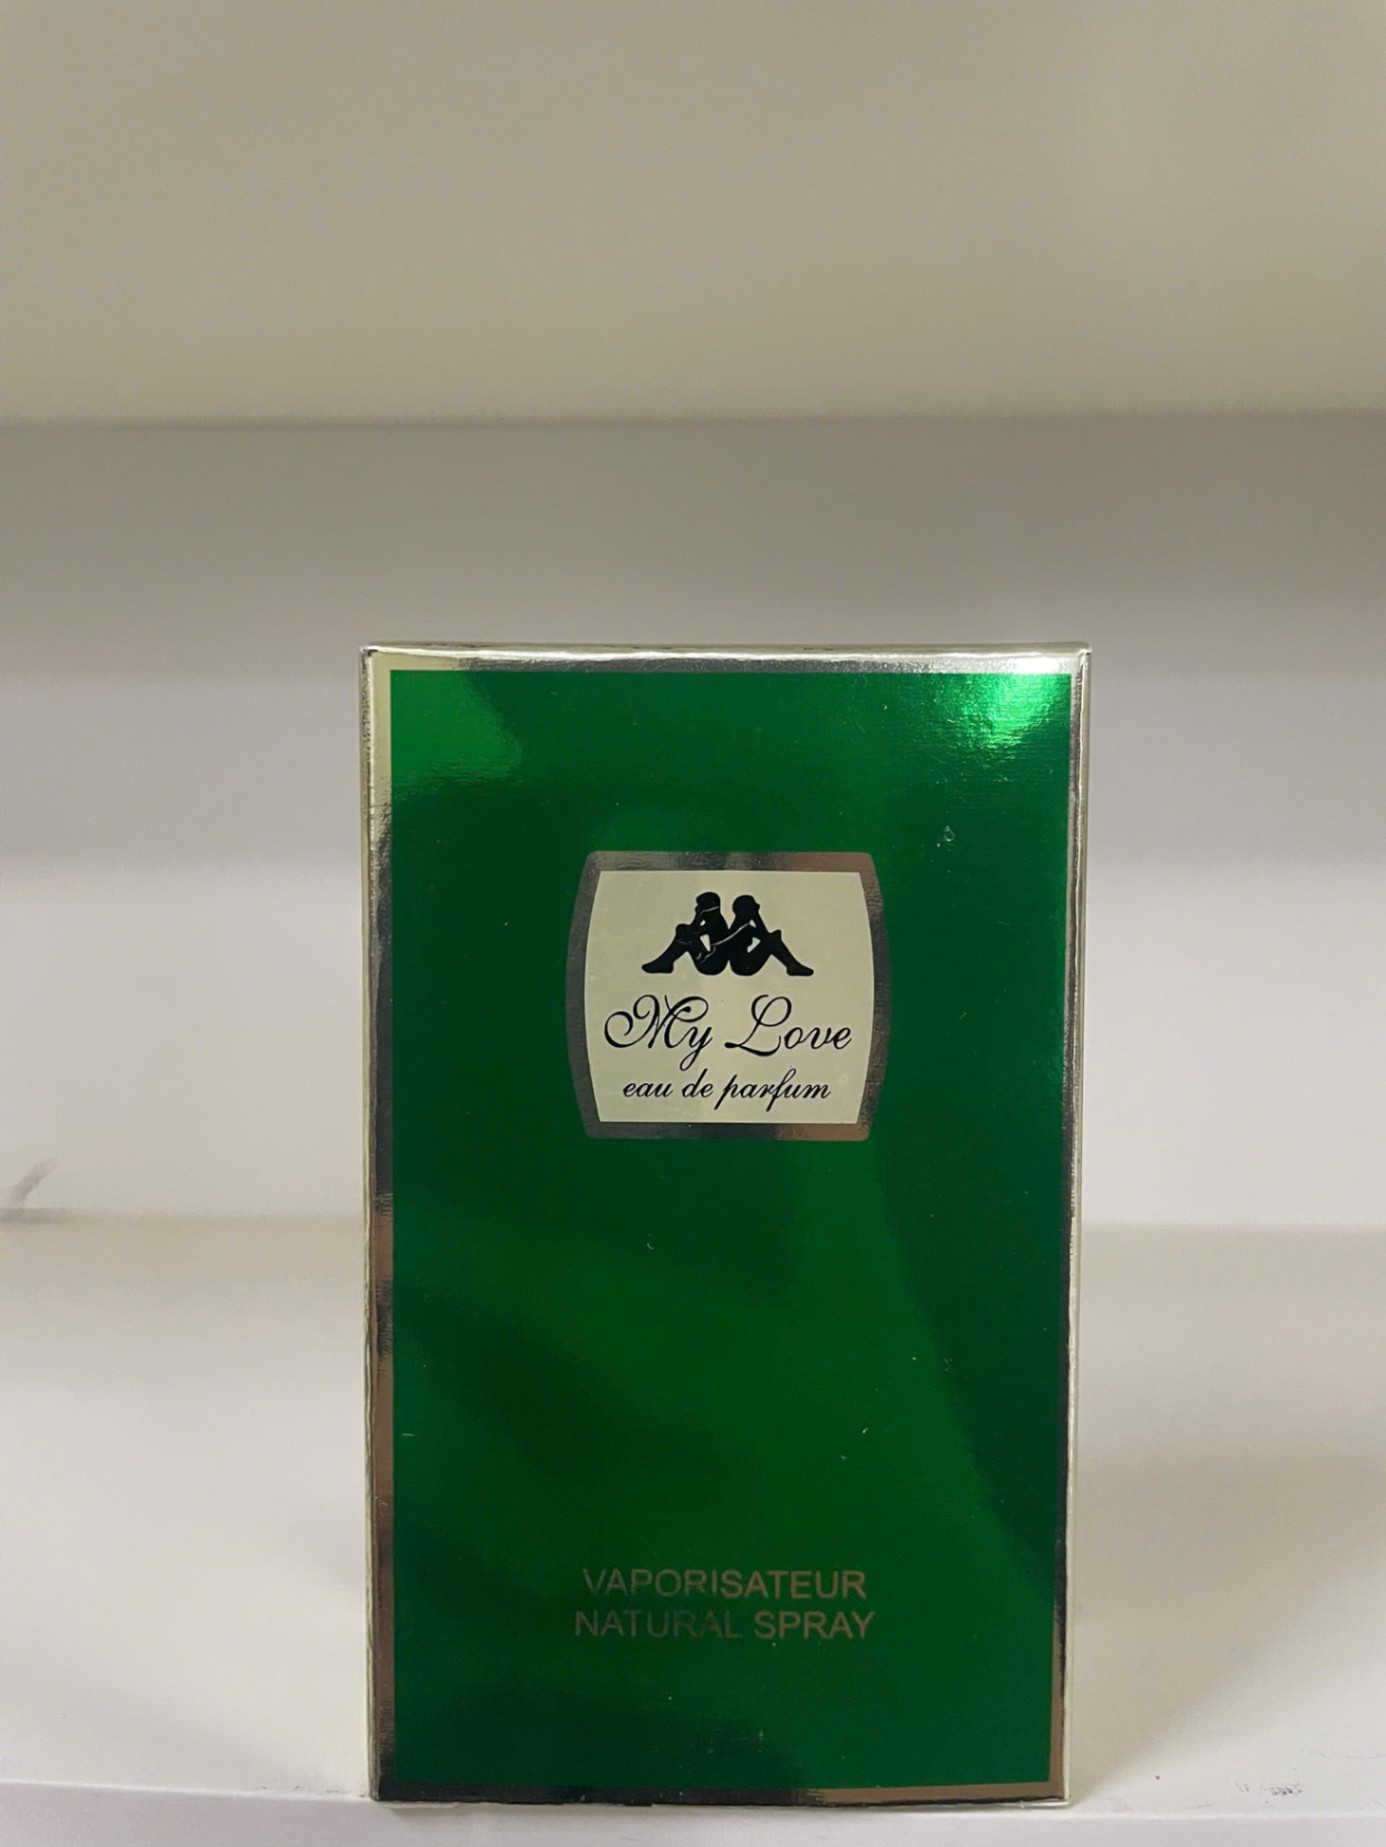 My Love
eau de parfum
VAPORISATEUR
NATURAL SPRAY